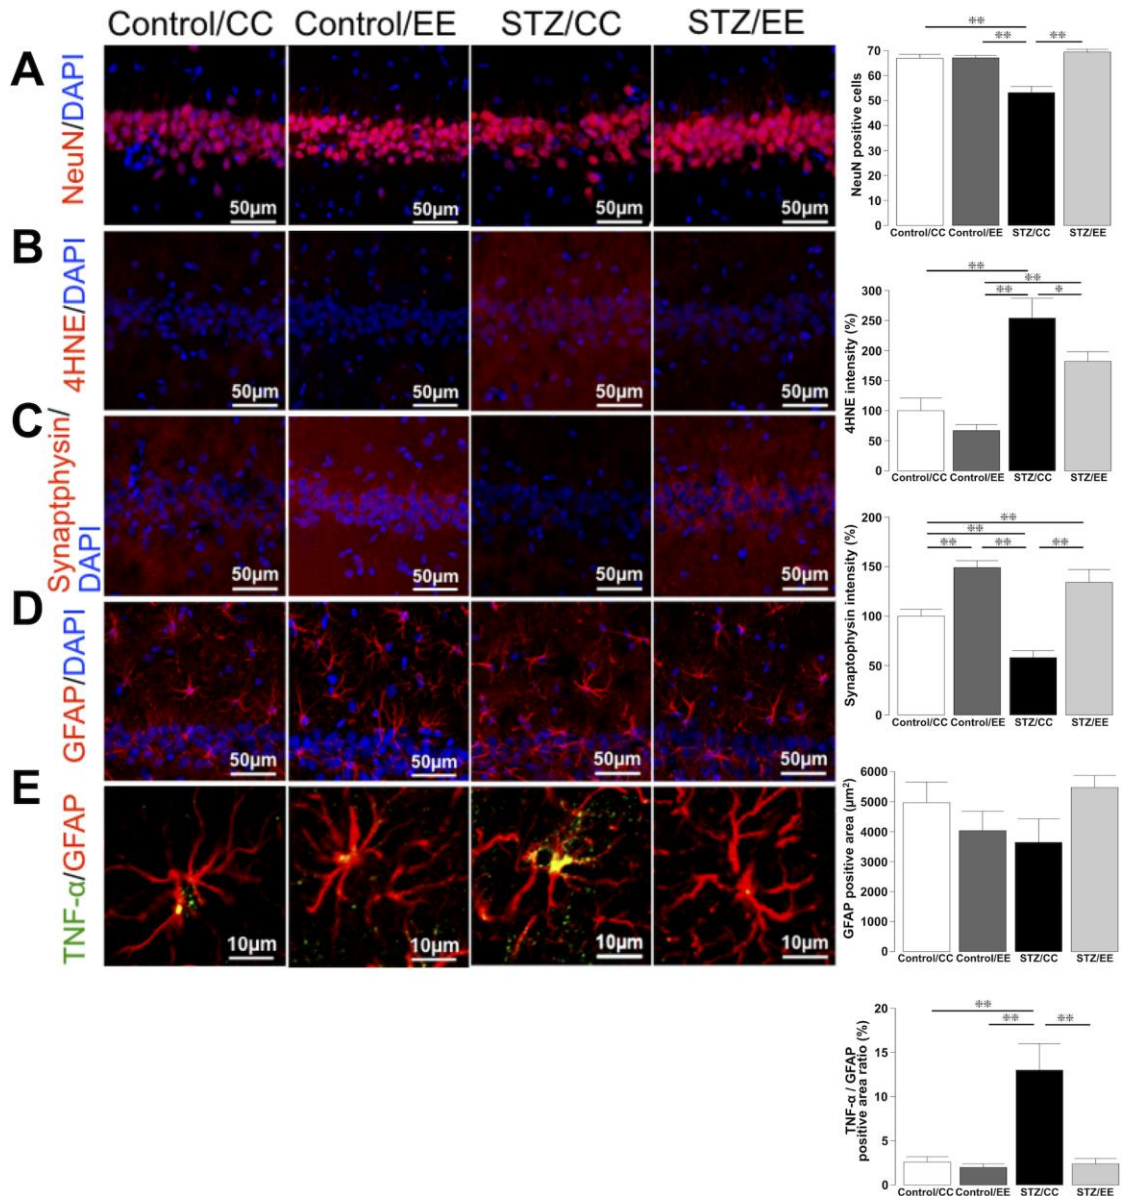 Control/CC Control/EE STZ/CC STZ/EE
A
NeuN/DAPI
50µm 50µm 50µm 50µm
B
4HNE/DAPI
50µm 50µm 50µm 50µm
C
Synaptphysin/
DAPI
50µm 50µm 50µm 50µm
D
GFAP/DAPI
50µm 50µm 50µm 50µm
E
TNF-α/GFAP
10µm 10µm 10µm 10µm
**
** **
NeuN positive cells
70
60
50
40
30
20
10
0
Control/CC Control/EE STZ/CC STZ/EE
**
**
** *
4HNE intensity (%)
300
250
200
150
100
50
0
Control/CC Control/EE STZ/CC STZ/EE
**
**
** ** **
Synaptophysin intensity (%)
200
150
100
50
0
Control/CC Control/EE STZ/CC STZ/EE
GFAP positive area (µm²)
6000
5000
4000
3000
2000
1000
0
Control/CC Control/EE STZ/CC STZ/EE
**
** **
TNF-α / GFAP
positive area ratio (%)
20
15
10
5
0
Control/CC Control/EE STZ/CC STZ/EE